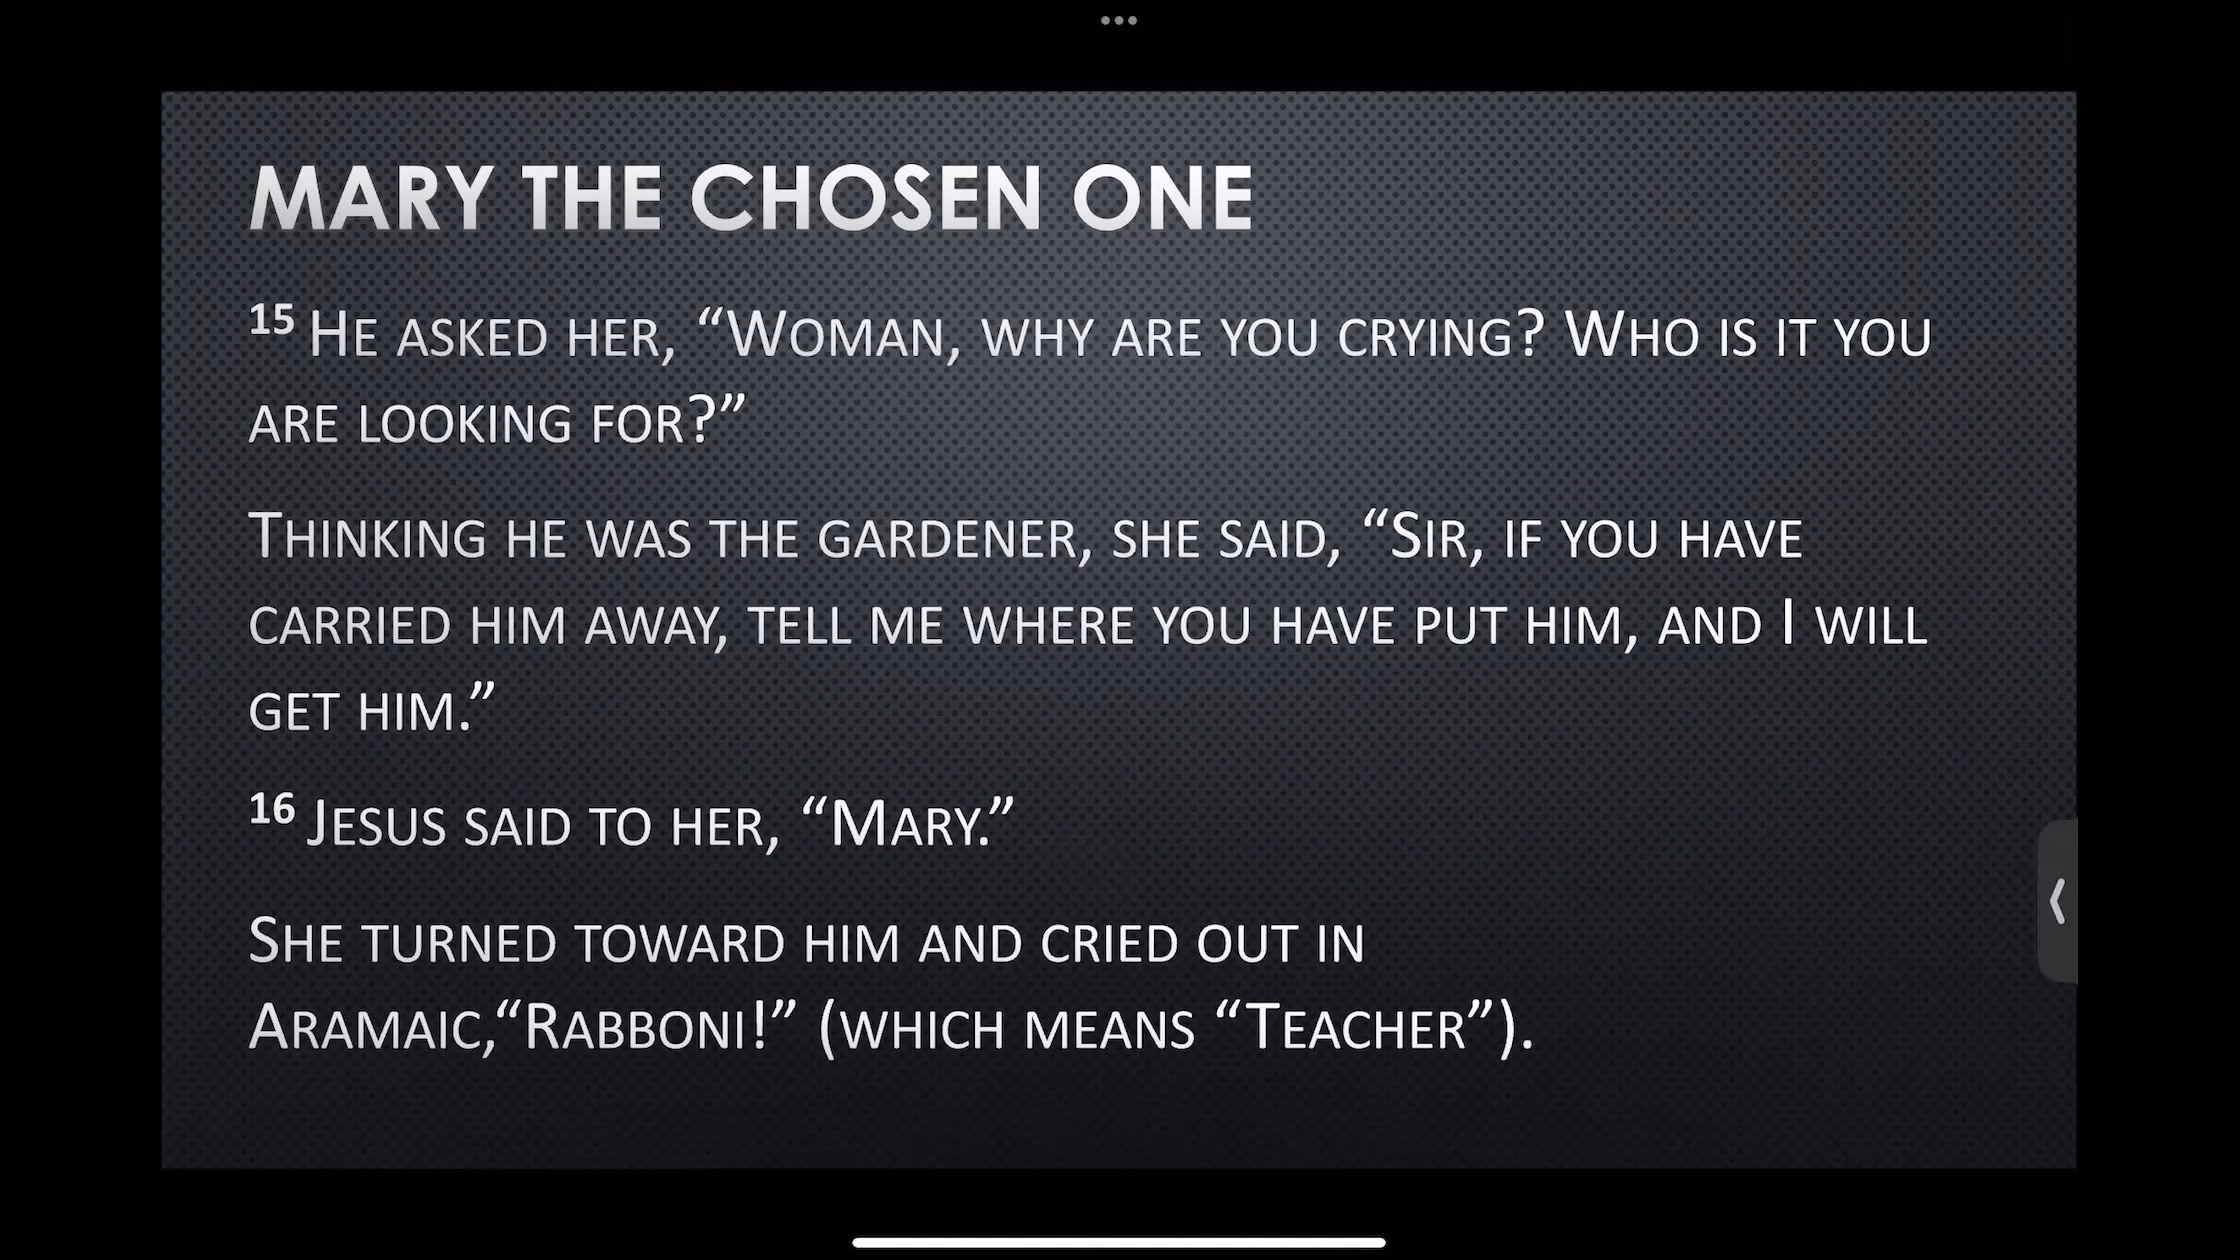 MARY THE CHOSEN ONE
15 He asked her, “Woman, why are you crying? Who is it you
are looking for?”
Thinking he was the gardener, she said, “Sir, if you have
carried him away, tell me where you have put him, and I will
get him.”
16 Jesus said to her, “Mary.”
She turned toward him and cried out in
Aramaic,“Rabboni!” (which means “Teacher”).